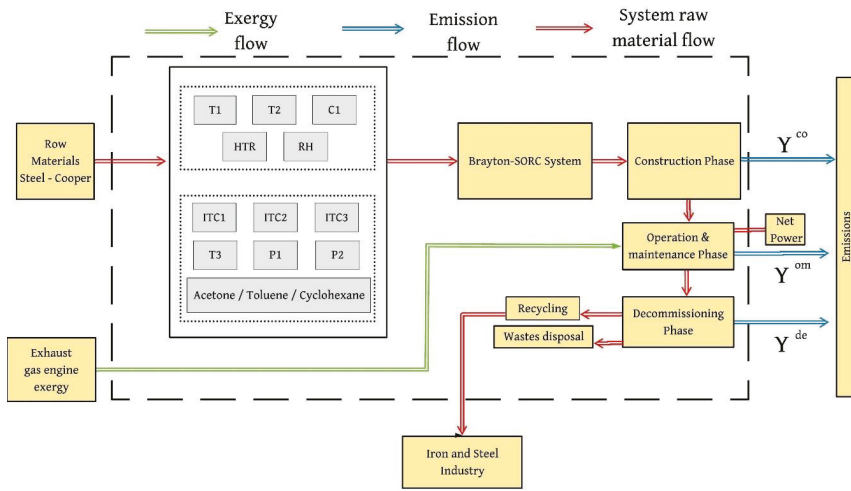 Exergy
flow
Emission
flow
System raw
material flow
Row
Materials
Steel - Cooper
T1
T2
C1
HTR
RH
ITC1
ITC2
ITC3
T3
P1
P2
Acetone / Toluene / Cyclohexane
Brayton-SORC System
Construction Phase
Y co
Operation &
maintenance Phase
Net
Power
Y om
Decommissioning
Phase
Y de
Recycling
Wastes disposal
Emissions
Exhaust
gas engine
exergy
Iron and Steel
Industry